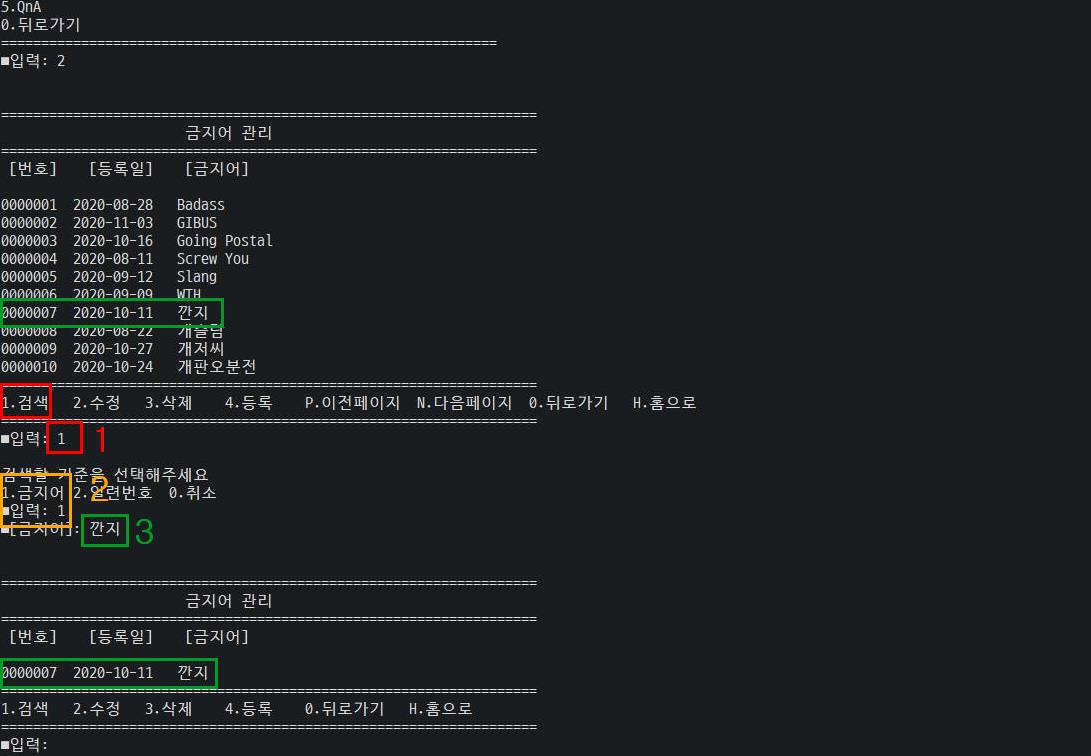 5.QnA
0.뒤로가기
==============================================================
■입력: 2
===================================================================
금지어 관리
===================================================================
[번호] [등록일] [금지어]
0000001 2020-08-28 Badass
0000002 2020-11-03 GIBUS
0000003 2020-10-16 Going Postal
0000004 2020-08-11 Screw You
0000005 2020-09-12 Slang
0000006 2020-09-09 WTH
0000007 2020-10-11 깐지
0000008 2020-08-22 개슬림
0000009 2020-10-27 개저씨
0000010 2020-10-24 개판오분전
===================================================================
1.검색 2.수정 3.삭제 4.등록 P.이전페이지 N.다음페이지 0.뒤로가기 H.홈으로
===================================================================
■입력: 1 1
검색할 기준을 선택해주세요
1.금지어 2.일련번호 0.취소 2
■입력: 1
■[금지어]: 깐지 3
===================================================================
금지어 관리
===================================================================
[번호] [등록일] [금지어]
0000007 2020-10-11 깐지
===================================================================
1.검색 2.수정 3.삭제 4.등록 0.뒤로가기 H.홈으로
===================================================================
■입력: